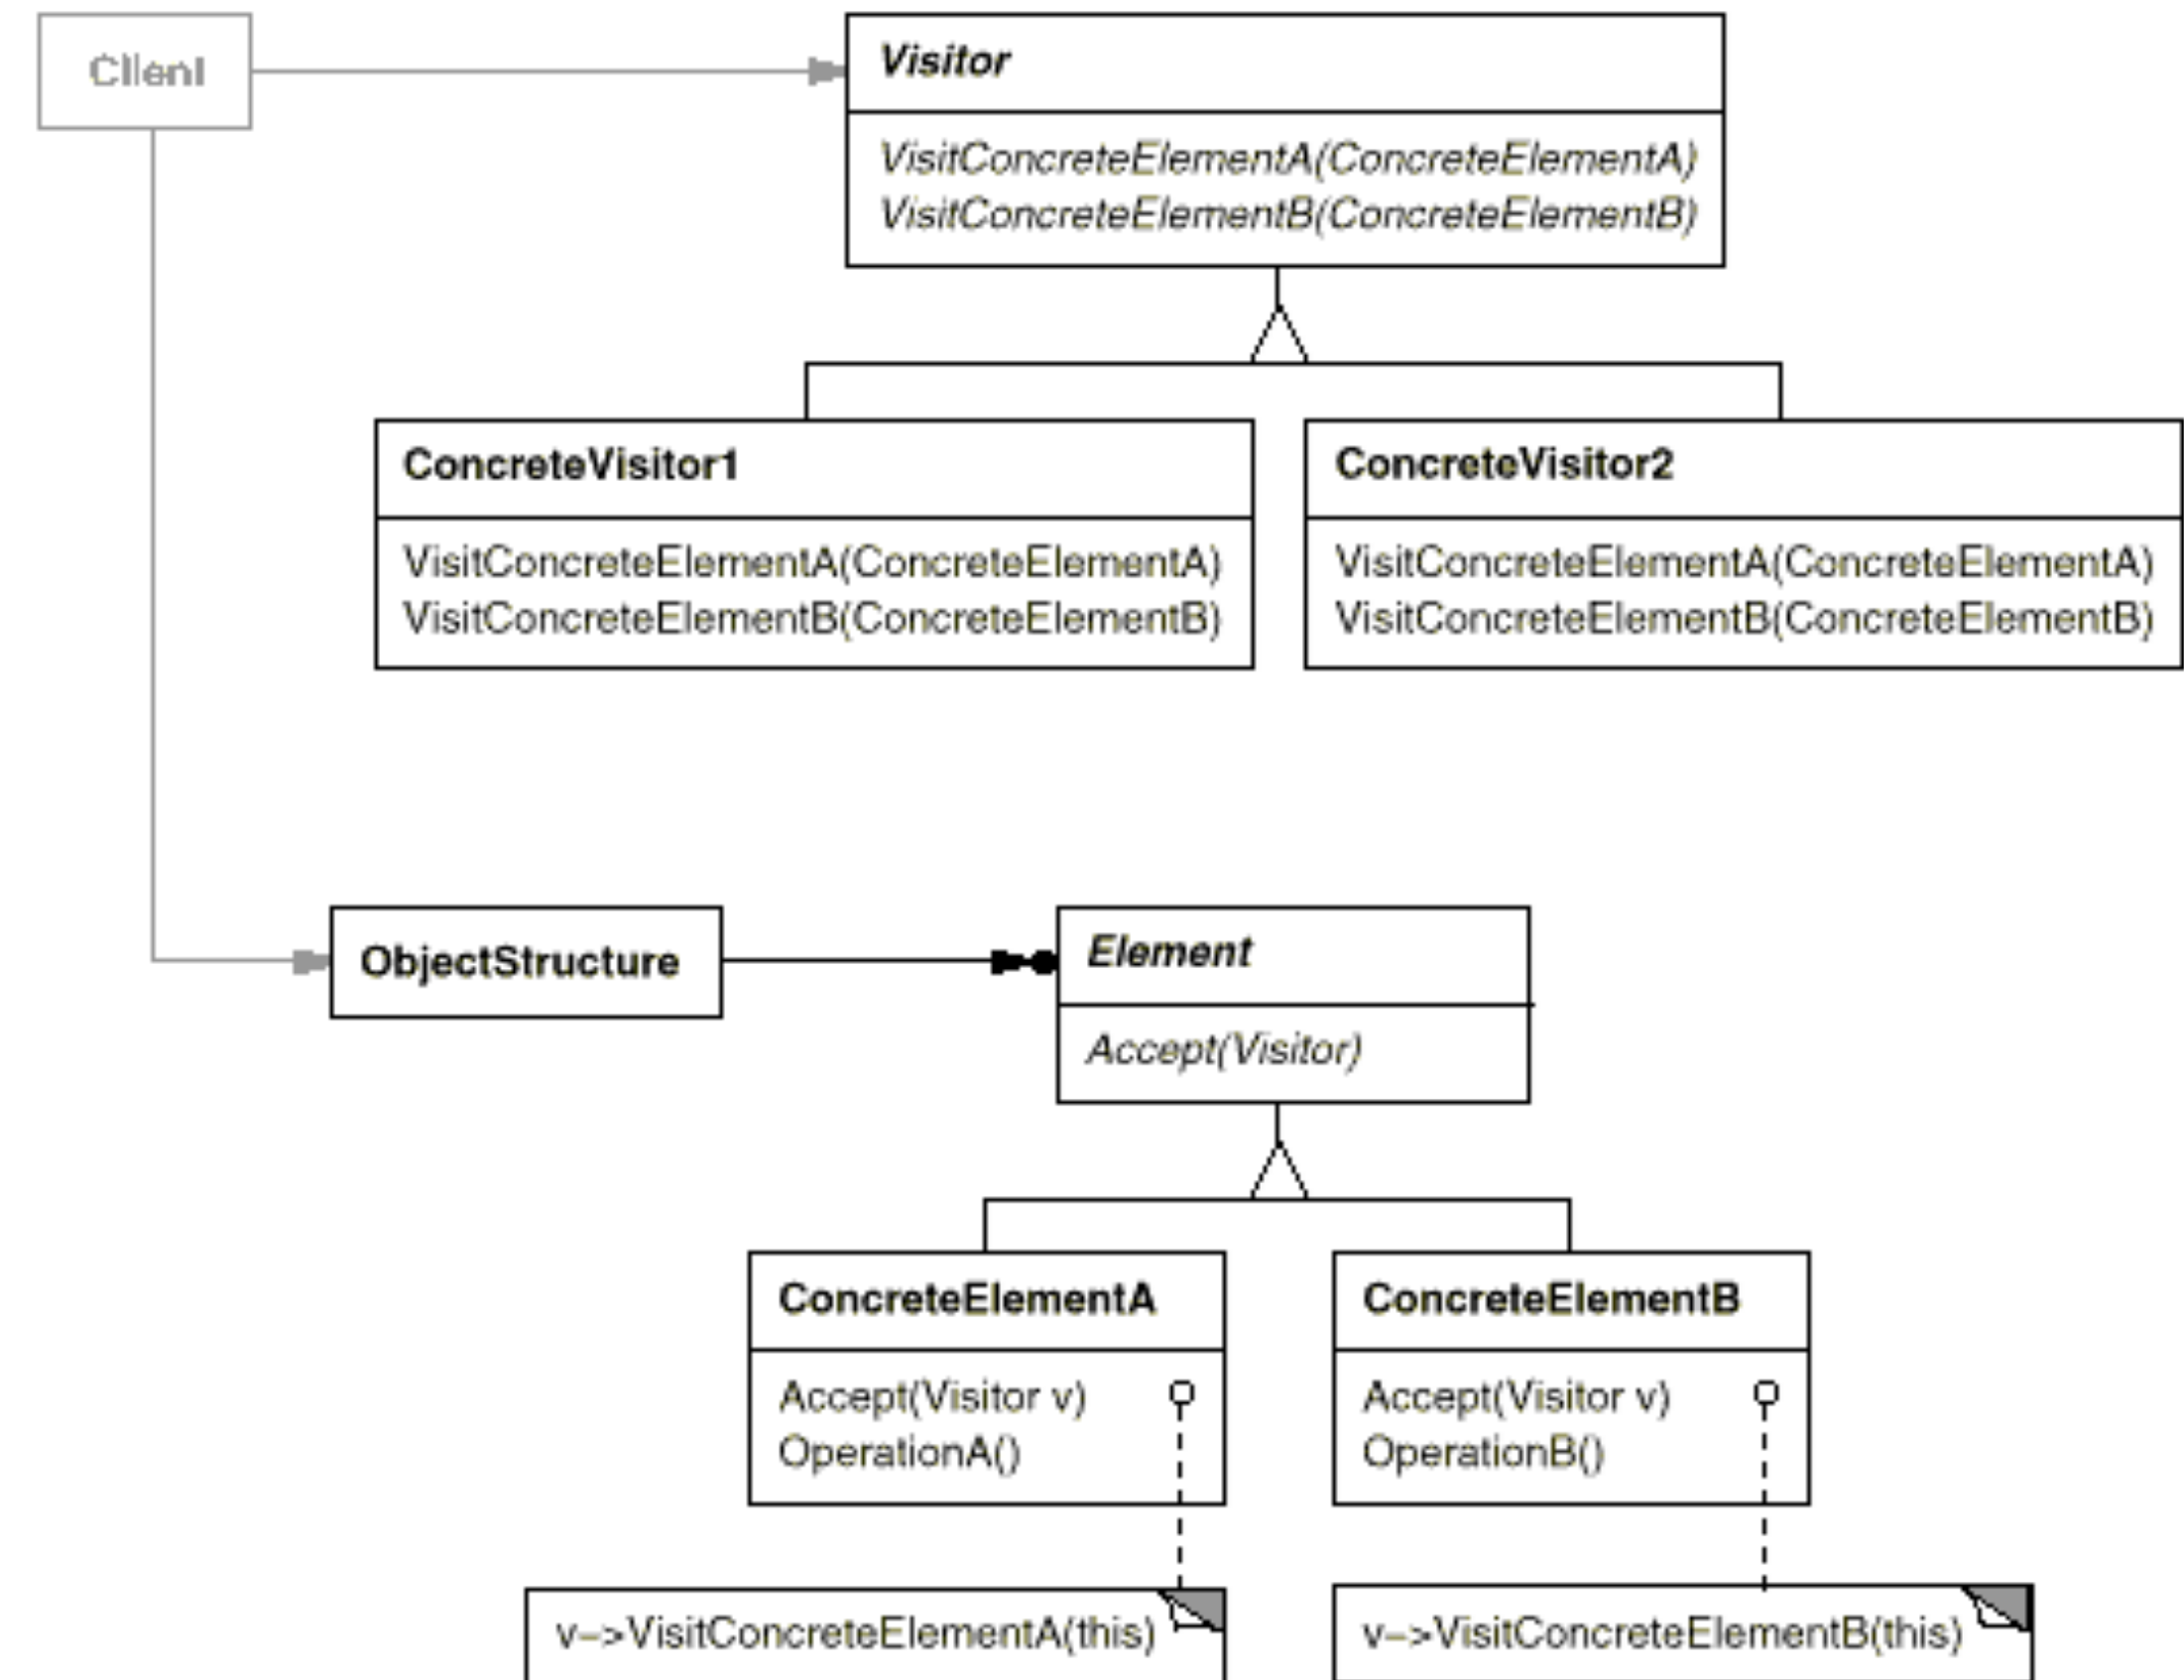 Client
Visitor
VisitConcreteElementA(ConcreteElementA)
VisitConcreteElementB(ConcreteElementB)
ConcreteVisitor1
VisitConcreteElementA(ConcreteElementA)
VisitConcreteElementB(ConcreteElementB)
ConcreteVisitor2
VisitConcreteElementA(ConcreteElementA)
VisitConcreteElementB(ConcreteElementB)
ObjectStructure
Element
Accept(Visitor)
ConcreteElementA
Accept(Visitor v)
OperationA()
ConcreteElementB
Accept(Visitor v)
OperationB()
v–>VisitConcreteElementA(this)
v–>VisitConcreteElementB(this)